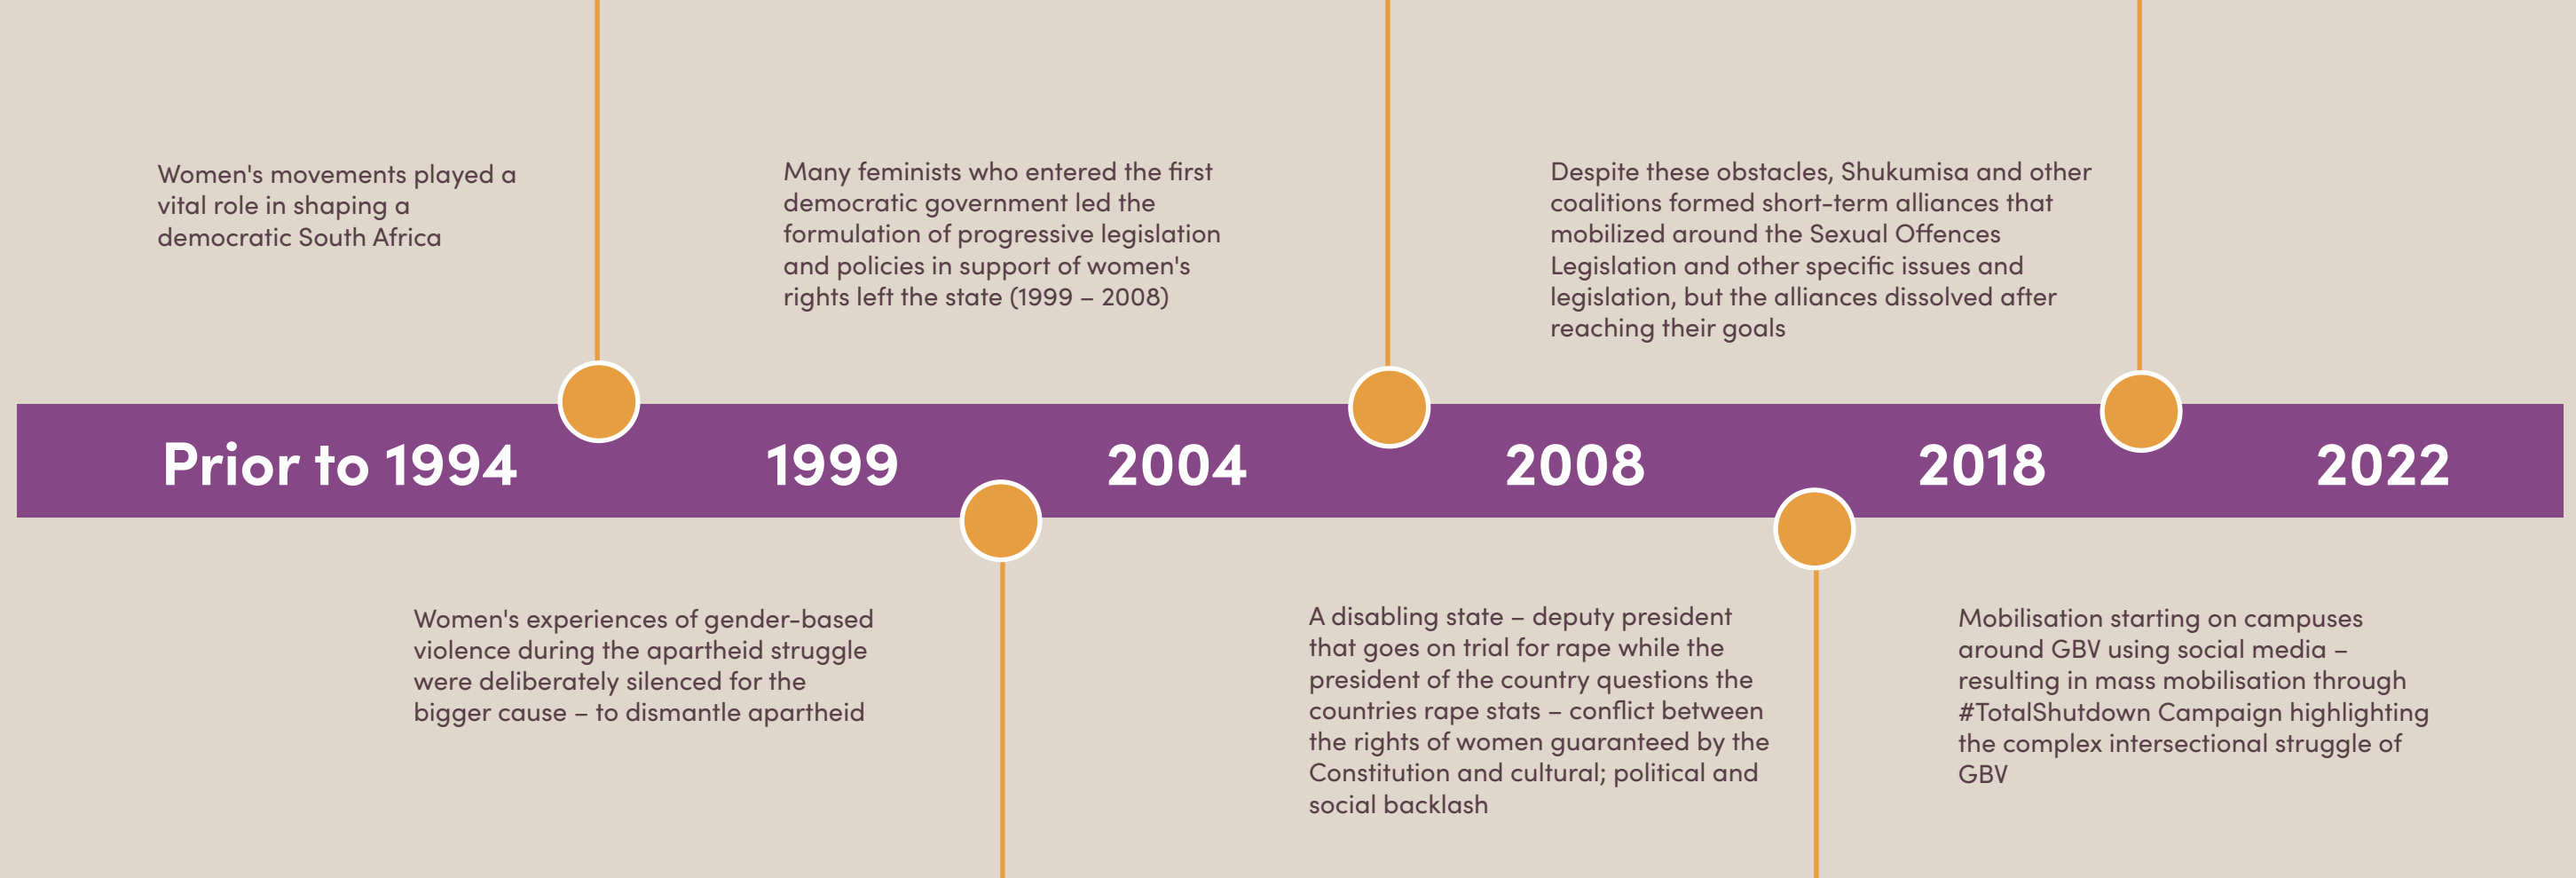 Women's movements played a
vital role in shaping a
democratic South Africa
Many feminists who entered the first
democratic government led the
formulation of progressive legislation
and policies in support of women's
rights left the state (1999 – 2008)
Despite these obstacles, Shukumisa and other
coalitions formed short-term alliances that
mobilized around the Sexual Offences
Legislation and other specific issues and
legislation, but the alliances dissolved after
reaching their goals
Prior to 1994
1999
2004
2008
2018
2022
Women's experiences of gender-based
violence during the apartheid struggle
were deliberately silenced for the
bigger cause – to dismantle apartheid
A disabling state – deputy president
that goes on trial for rape while the
president of the country questions the
countries rape stats – conflict between
the rights of women guaranteed by the
Constitution and cultural; political and
social backlash
Mobilisation starting on campuses
around GBV using social media –
resulting in mass mobilisation through
#TotalShutdown Campaign highlighting
the complex intersectional struggle of
GBV